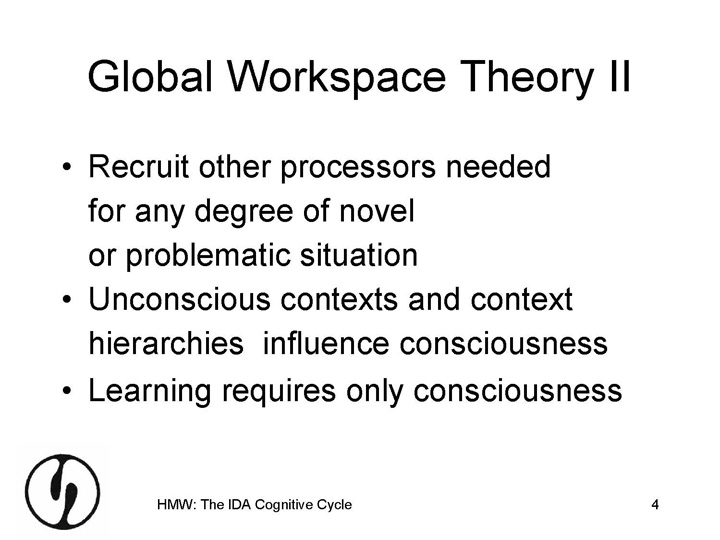 Global Workspace Theory II
• Recruit other processors needed
for any degree of novel
or problematic situation
• Unconscious contexts and context
hierarchies  influence consciousness
• Learning requires only consciousness
HMW: The IDA Cognitive Cycle
4